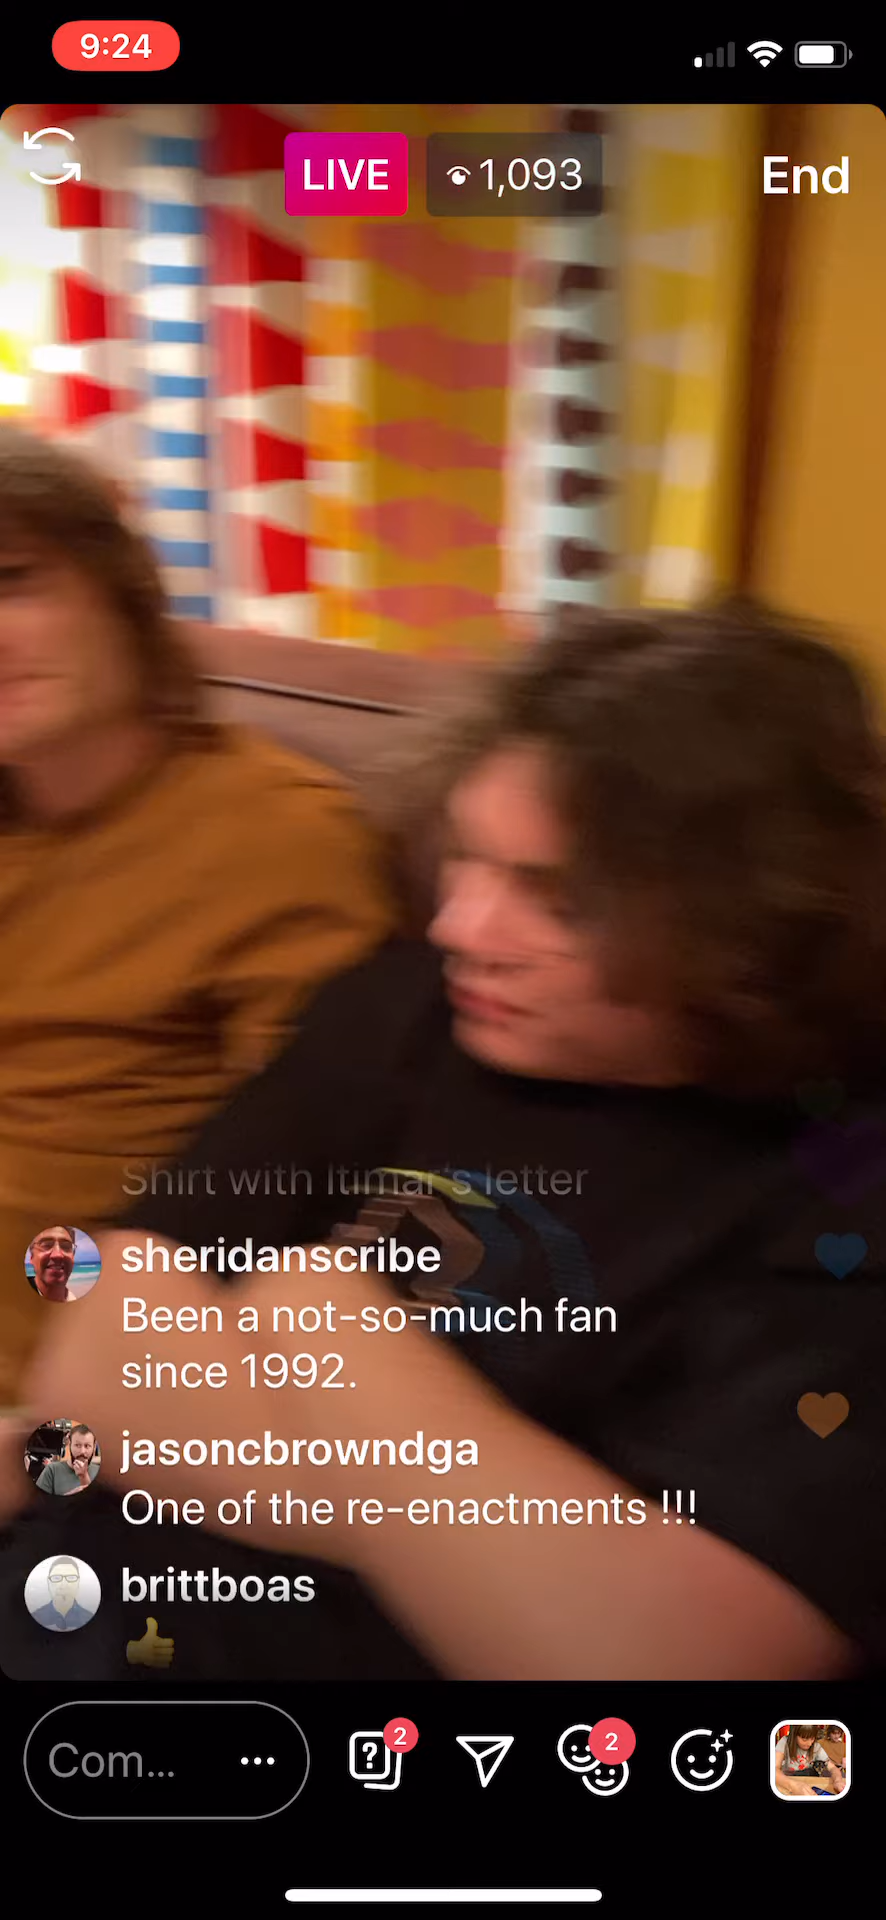 9:24
LIVE
1,093
End
Shirt with Itimar's letter
sheridanscribe
Been a not-so-much fan
since 1992.
jasoncbrowndga
One of the re-enactments !!!
brittboas
Com...
2
2